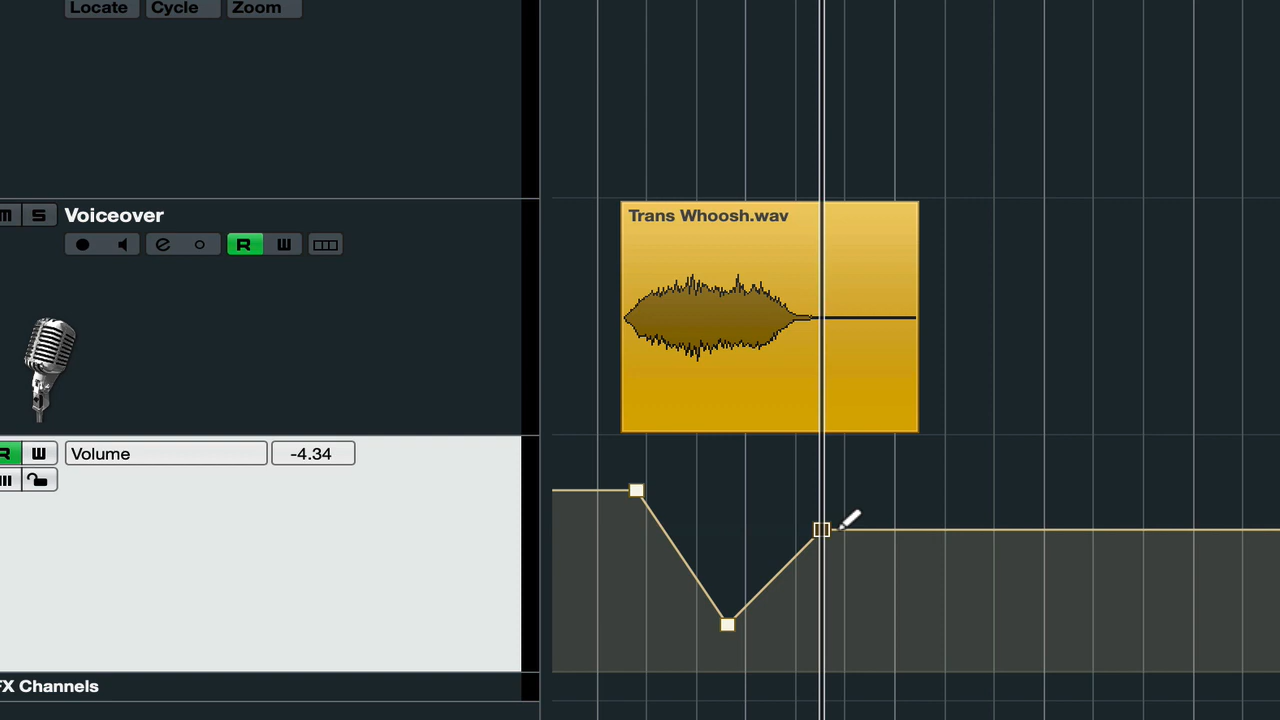 Locate Cycle Zoom
M S Voiceover
Trans Whoosh.wav
e R W
R W Volume -4.34
FX Channels